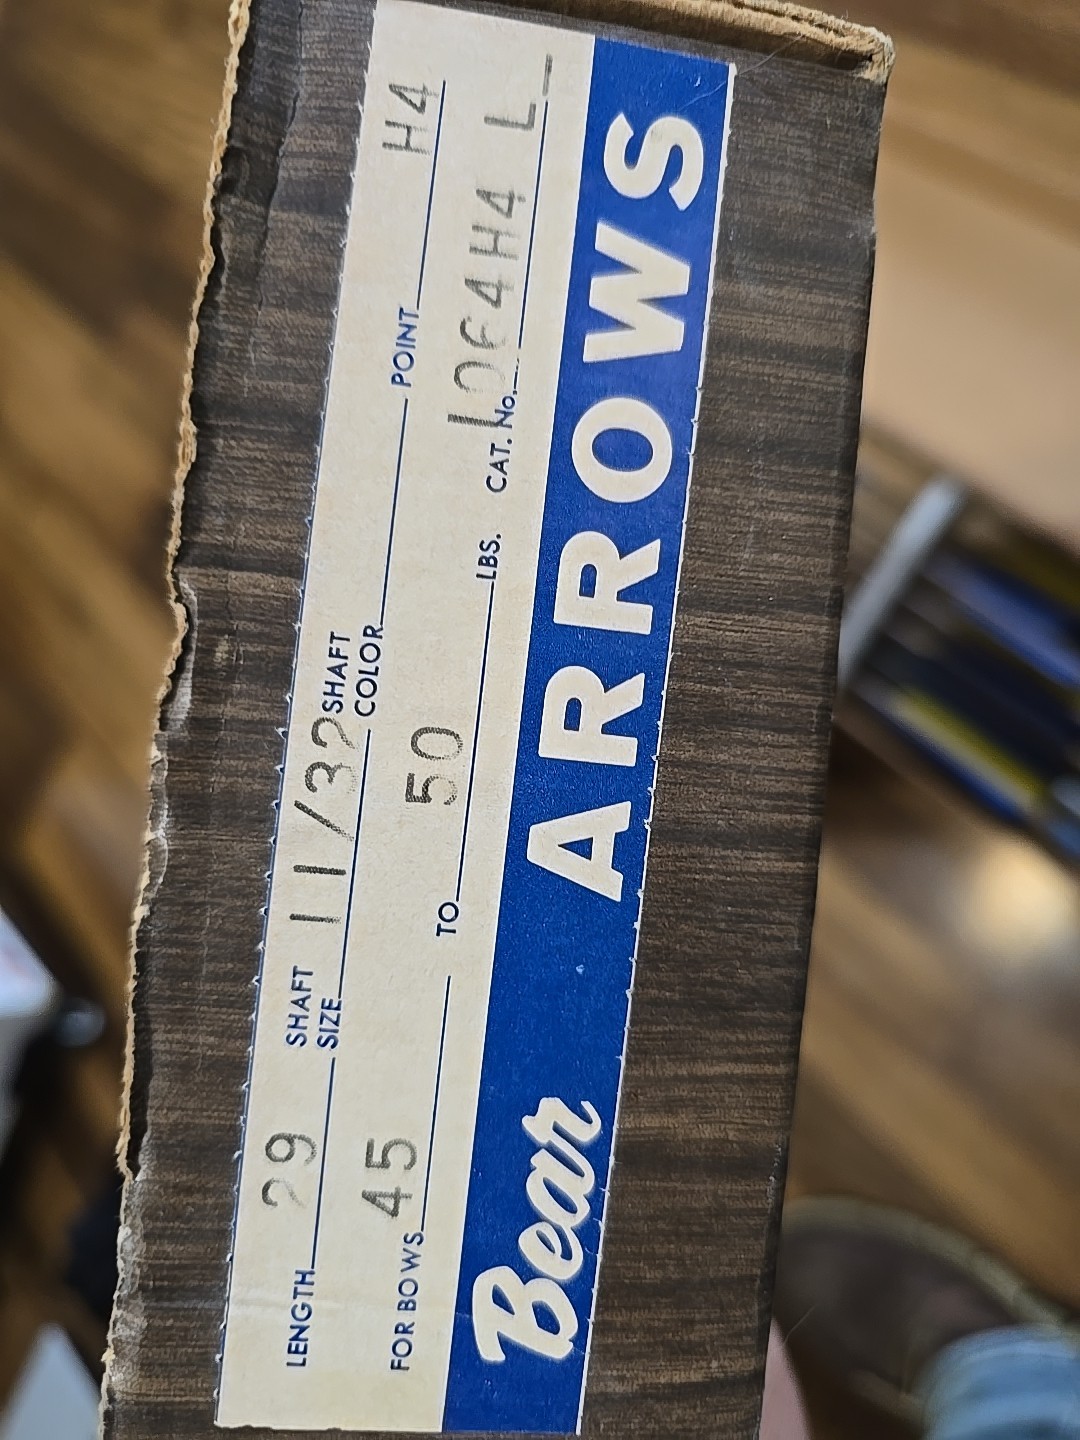 LENGTH 29 SHAFT SIZE 11/32 SHAFT COLOR POINT H4
FOR BOWS 45 TO 50 LBS. CAT. No. L
Bear ARROWS